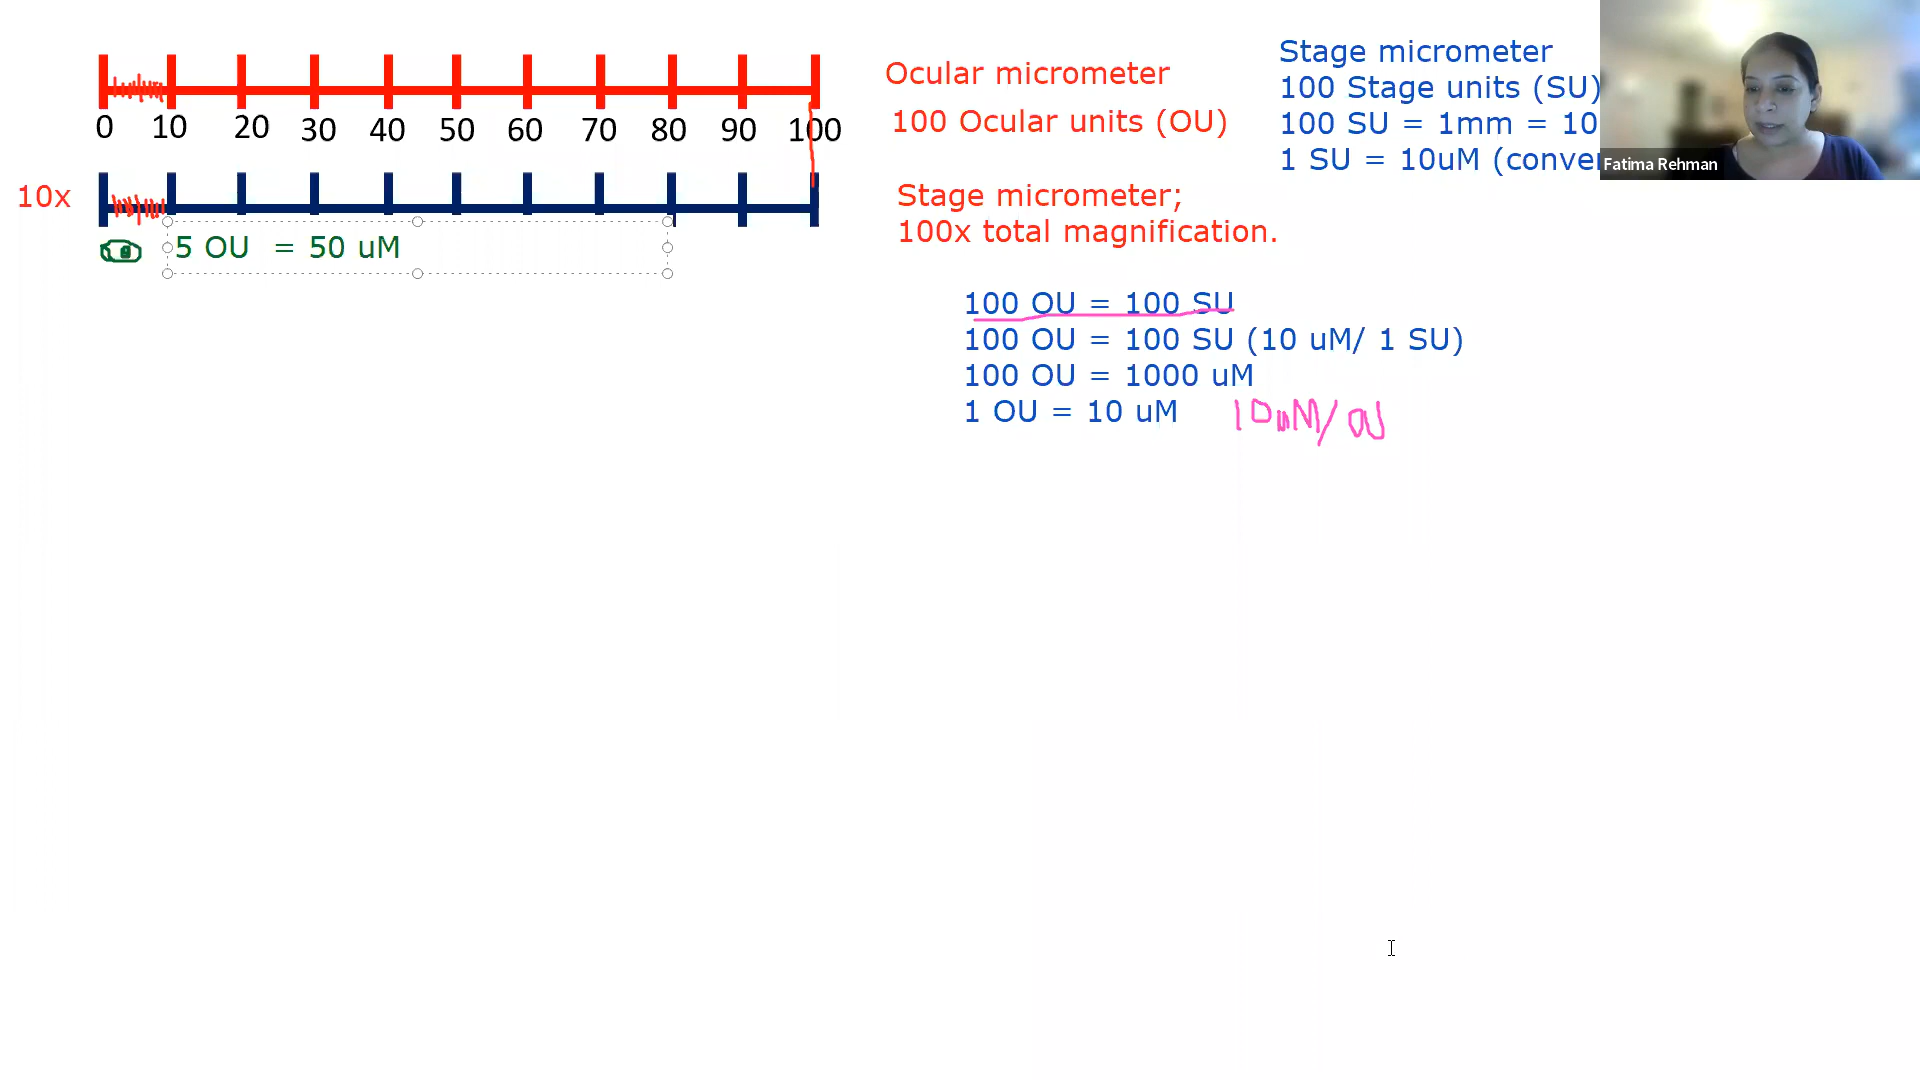 0 10 20 30 40 50 60 70 80 90 100
10x
5 OU = 50 uM
Ocular micrometer
100 Ocular units (OU)
Stage micrometer;
100x total magnification.
Stage micrometer
100 Stage units (SU)
100 SU = 1mm = 10
1 SU = 10uM (conver
Fatima Rehman
100 OU = 100 SU
100 OU = 100 SU (10 uM/ 1 SU)
100 OU = 1000 uM
1 OU = 10 uM
10uM/OU